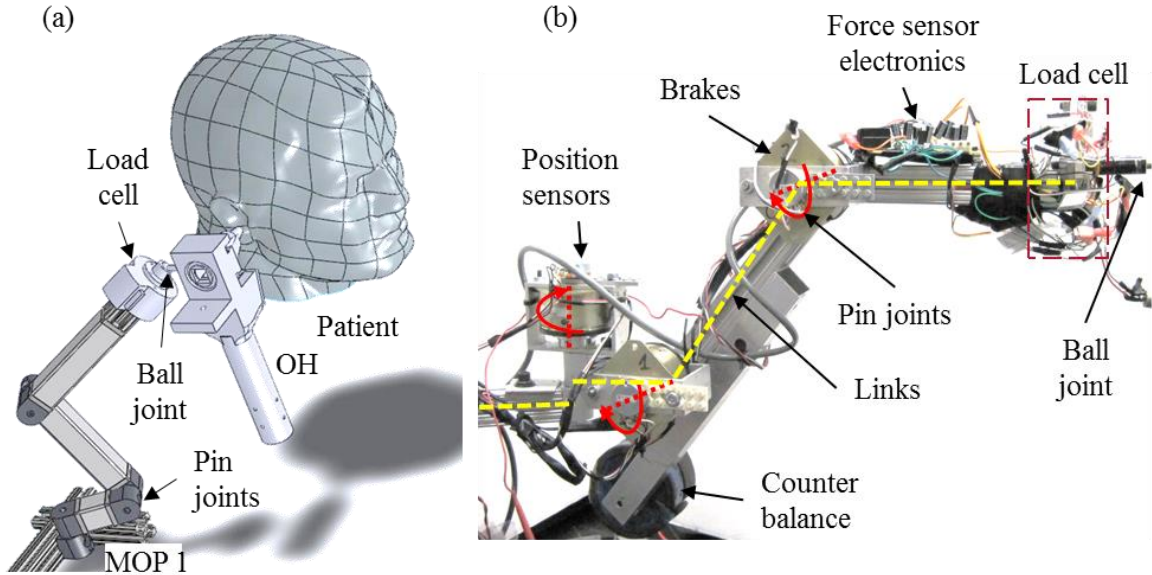 (a)
Load
cell
Ball
joint
Patient
OH
Pin
joints
MOP 1
(b)
Force sensor
electronics
Load cell
Brakes
Position
sensors
Pin joints
Links
Ball
joint
Counter
balance
1